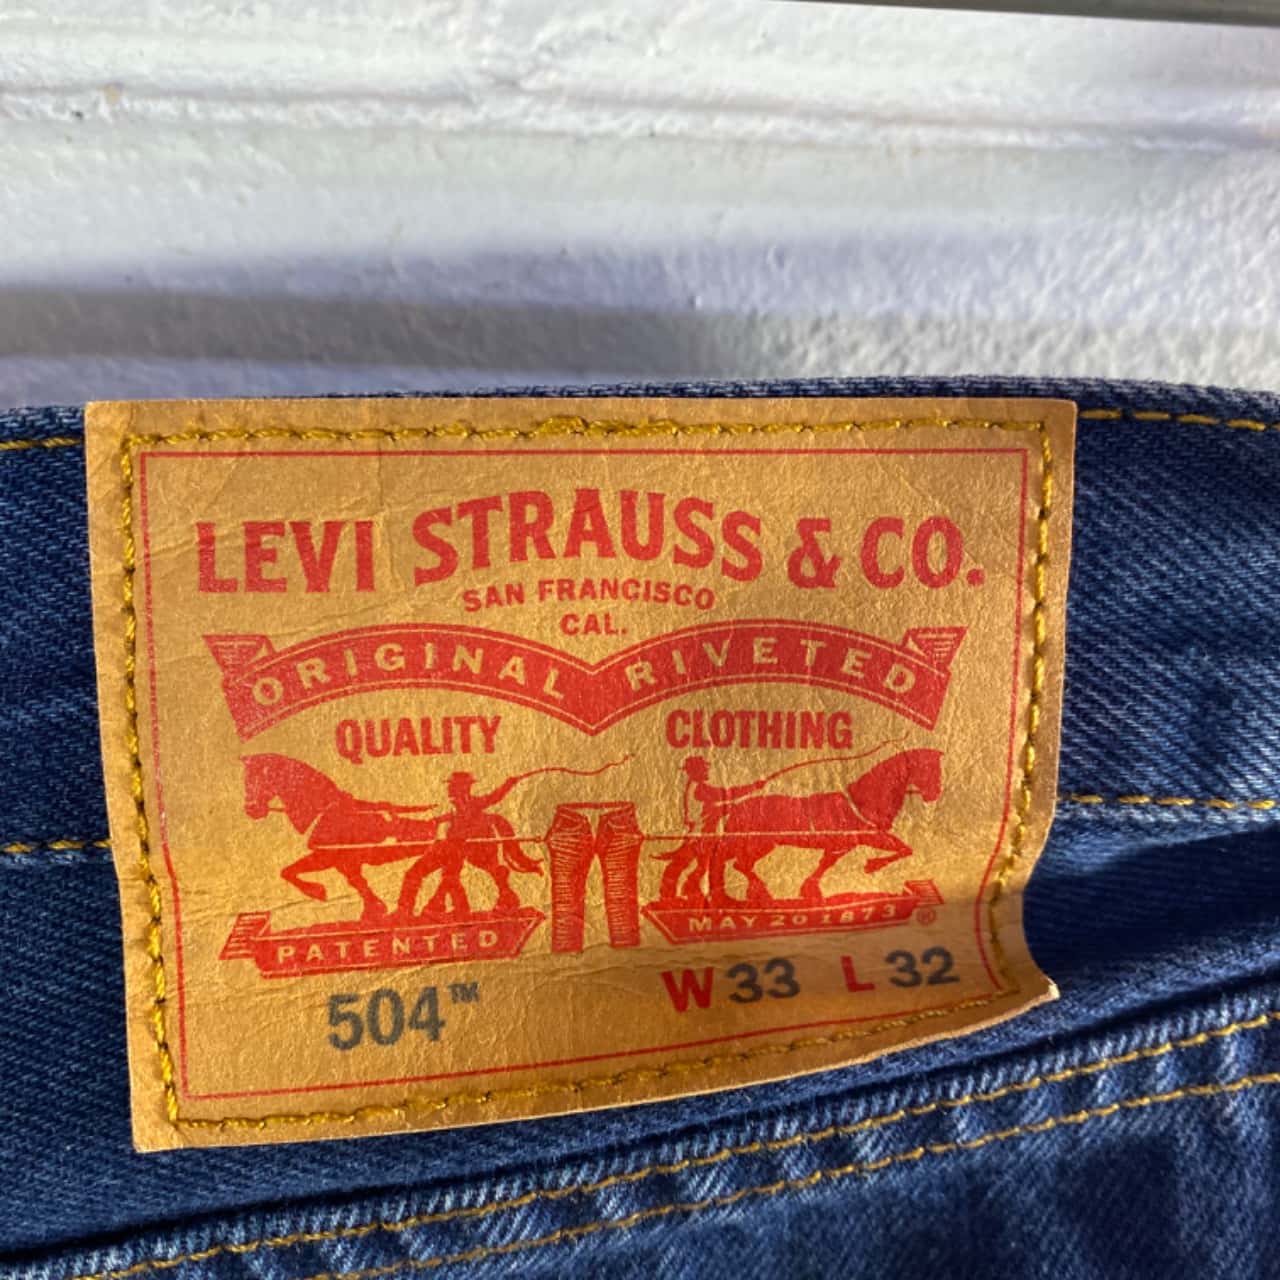 LEVI STRAUSS & CO.
SAN FRANCISCO
CAL.
ORIGINAL RIVETED
QUALITY CLOTHING
PATENTED MAY 20 1873 ®
504™ W 33 L 32